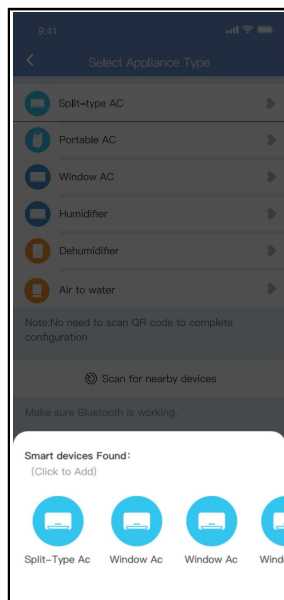 9:41
Select Appliance Type
Split-type AC
Portable AC
Window AC
Humidifier
Dehumidifier
Air to water
Note:No need to scan QR code to complete
configuration
Scan for nearby devices
Make sure Bluetooth is working.
Smart devices Found:
(Click to Add)
Split-Type Ac Window Ac Window Ac Wind